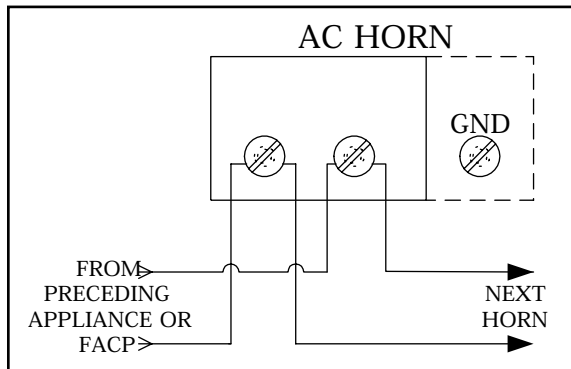 AC HORN
GND
FROM
PRECEDING
APPLIANCE OR
FACP
NEXT
HORN